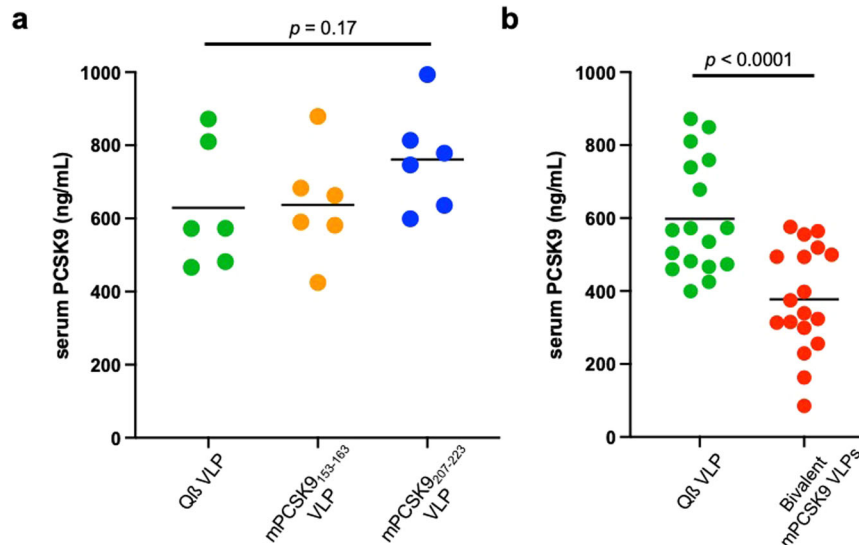 a
p = 0.17
1000
800
600
400
200
0
serum PCSK9 (ng/mL)
Qß VLP
mPCSK9153-163
VLP
mPCSK9207-223
VLP
b
p < 0.0001
1000
800
600
400
200
0
serum PCSK9 (ng/mL)
Qß VLP
Bivalent
mPCSK9 VLPs